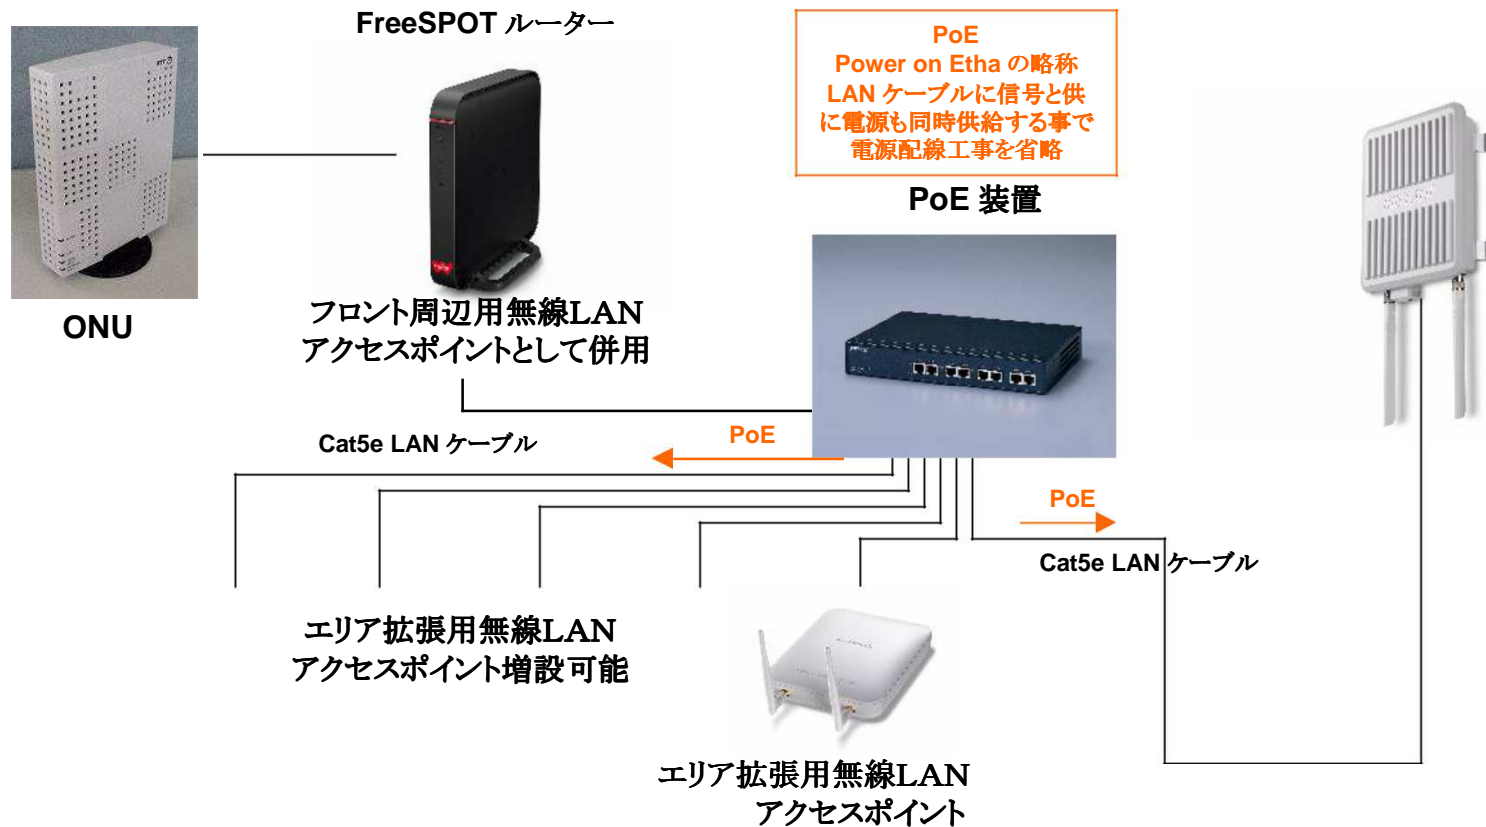 FreeSPOT ルーター
PoE
Power on Etha の略称
LAN ケーブルに信号と供
に電源も同時供給する事で
電源配線工事を省略
PoE 装置
ONU
フロント周辺用無線LAN
アクセスポイントとして併用
Cat5e LAN ケーブル
PoE
PoE
Cat5e LAN ケーブル
エリア拡張用無線LAN
アクセスポイント増設可能
エリア拡張用無線LAN
アクセスポイント